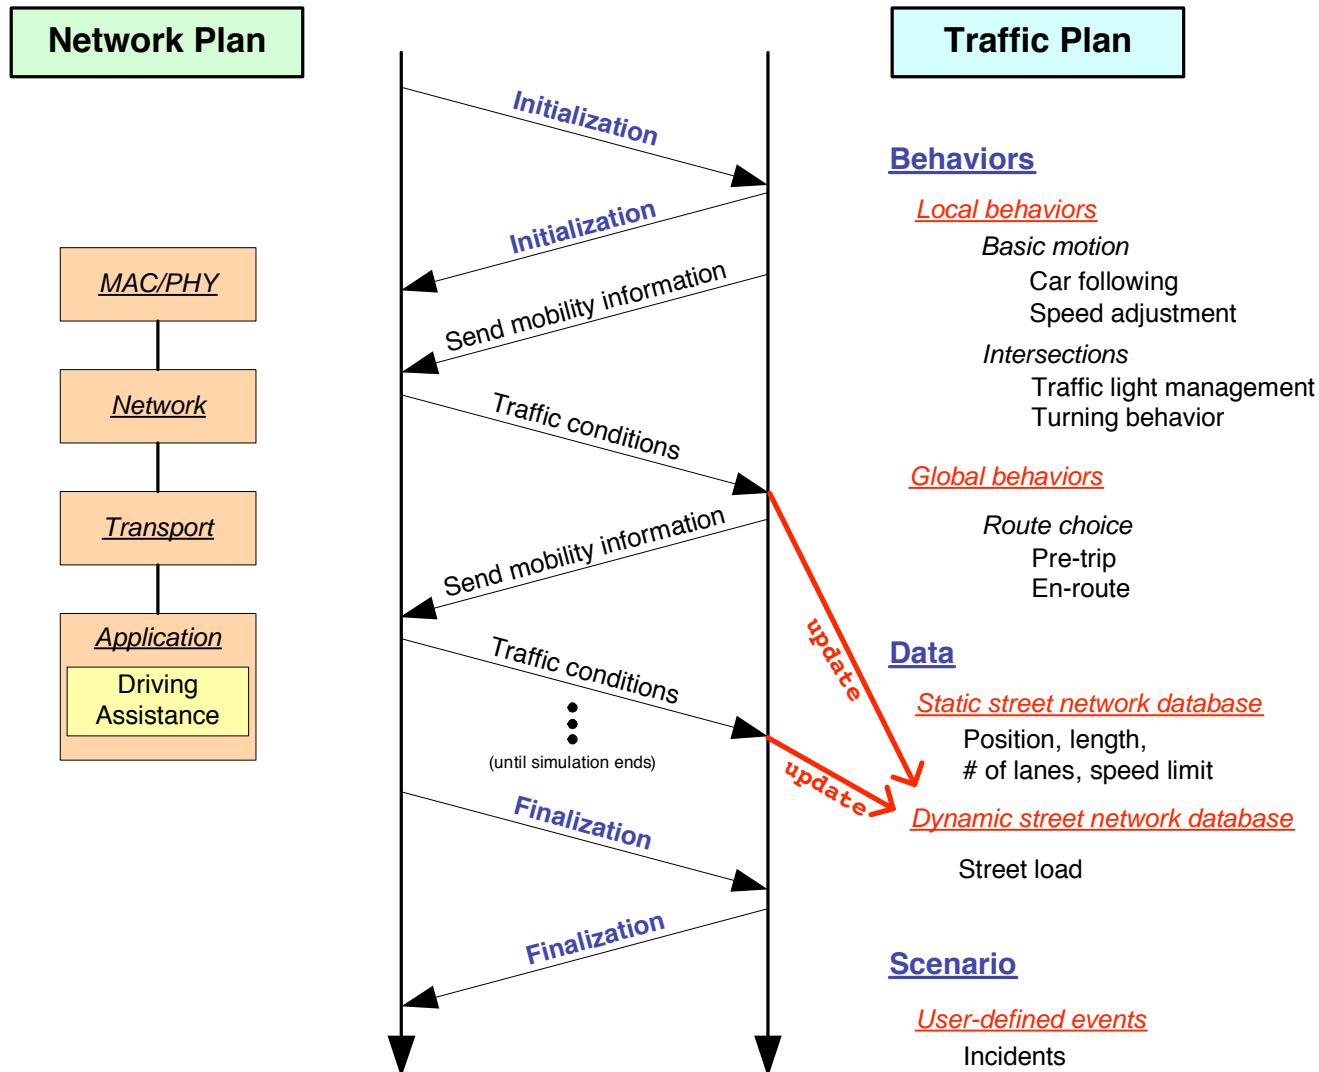 Network Plan
Traffic Plan
MAC/PHY
Network
Transport
Application
Driving
Assistance
Initialization
Initialization
Send mobility information
Traffic conditions
Send mobility information
Traffic conditions
(until simulation ends)
Finalization
Finalization
update
update
Behaviors
Local behaviors
Basic motion
Car following
Speed adjustment
Intersections
Traffic light management
Turning behavior
Global behaviors
Route choice
Pre-trip
En-route
Data
Static street network database
Position, length,
# of lanes, speed limit
Dynamic street network database
Street load
Scenario
User-defined events
Incidents